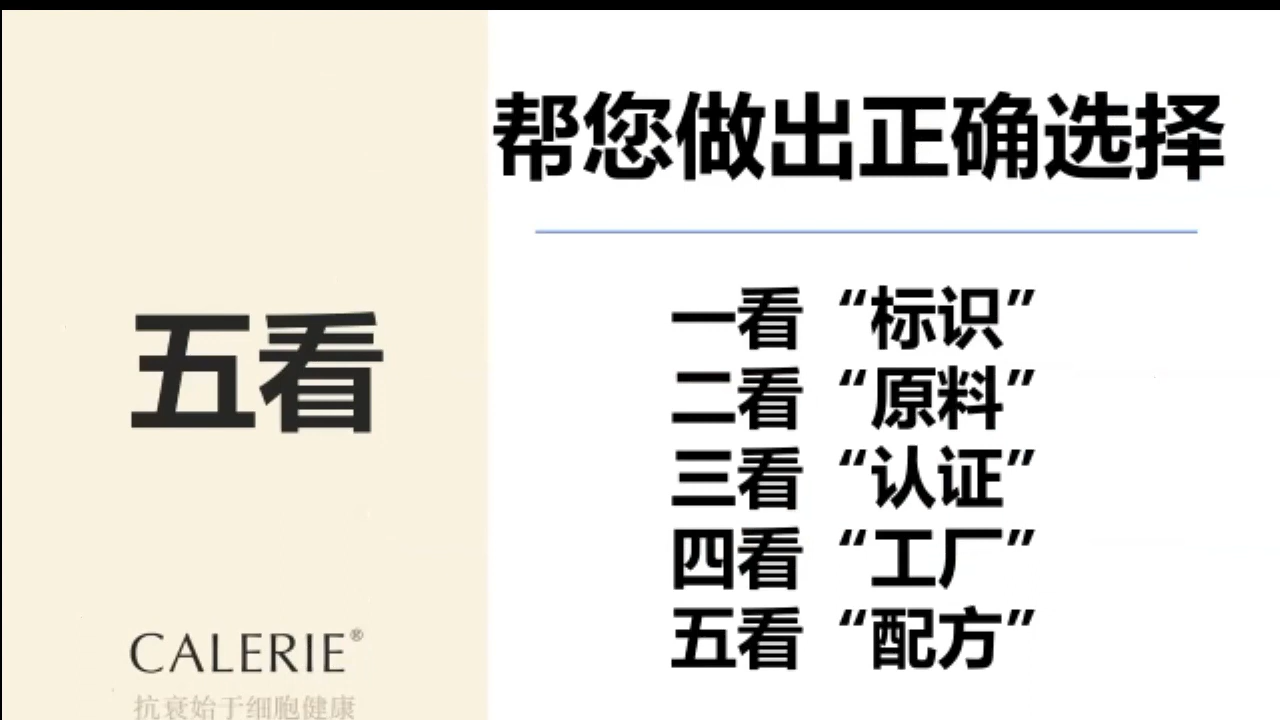 帮您做出正确选择
五看
一看“标识”
二看“原料”
三看“认证”
四看“工厂”
五看“配方”
CALERIE®
抗衰始于细胞健康